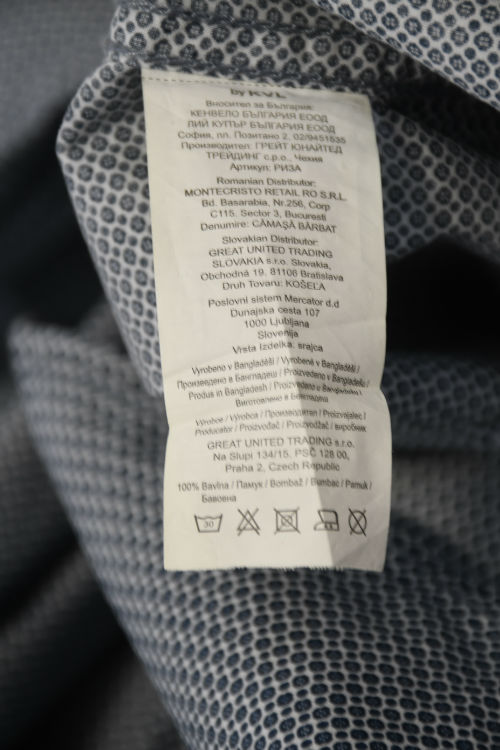 by KVL
Вносител за България:
КЕНВЕЛО БЪЛГАРИЯ ЕООД
ЛИЙ КУПЪР БЪЛГАРИЯ ЕООД
София, пл. Позитано 2, 02/9451535
Производител: ГРЕЙТ ЮНАЙТЕД
ТРЕЙДИНГ с.р.о., Чехия
Артикул: РИЗА
Romanian Distributor:
MONTECRISTO RETAIL RO S.R.L.
Bd. Basarabia, Nr.256, Corp
C115, Sector 3, Bucuresti
Denumire: CĂMAŞĂ BĂRBAT
Slovakian Distributor:
GREAT UNITED TRADING
SLOVAKIA s.r.o. Slovakia,
Obchodná 19, 81106 Bratislava
Druh Tovaru: KOŠEĽA
Poslovni sistem Mercator d.d
Dunajska cesta 107
1000 Ljubljana
Slovenija
Vrsta Izdelka: srajca
Vyrobeno v Bangladéši / Vyrobené v Bangladéši /
Произведено в Бангладеш / Proizvedeno v Bangladešu /
Produs in Bangladesh / Proizvedeno u Bangladešu /
Виготовлено в Бангладеш
Výrobce / Výrobca / Производител / Proizvajalec /
Producator / Proizvođač / Proizvodžač / виробник
GREAT UNITED TRADING s.r.o.
Na Slupi 134/15, PSČ 128 00,
Praha 2, Czech Republic
100% Bavlna / Памук / Bombaž / Bumbac / Pamuk /
Бавовна
30